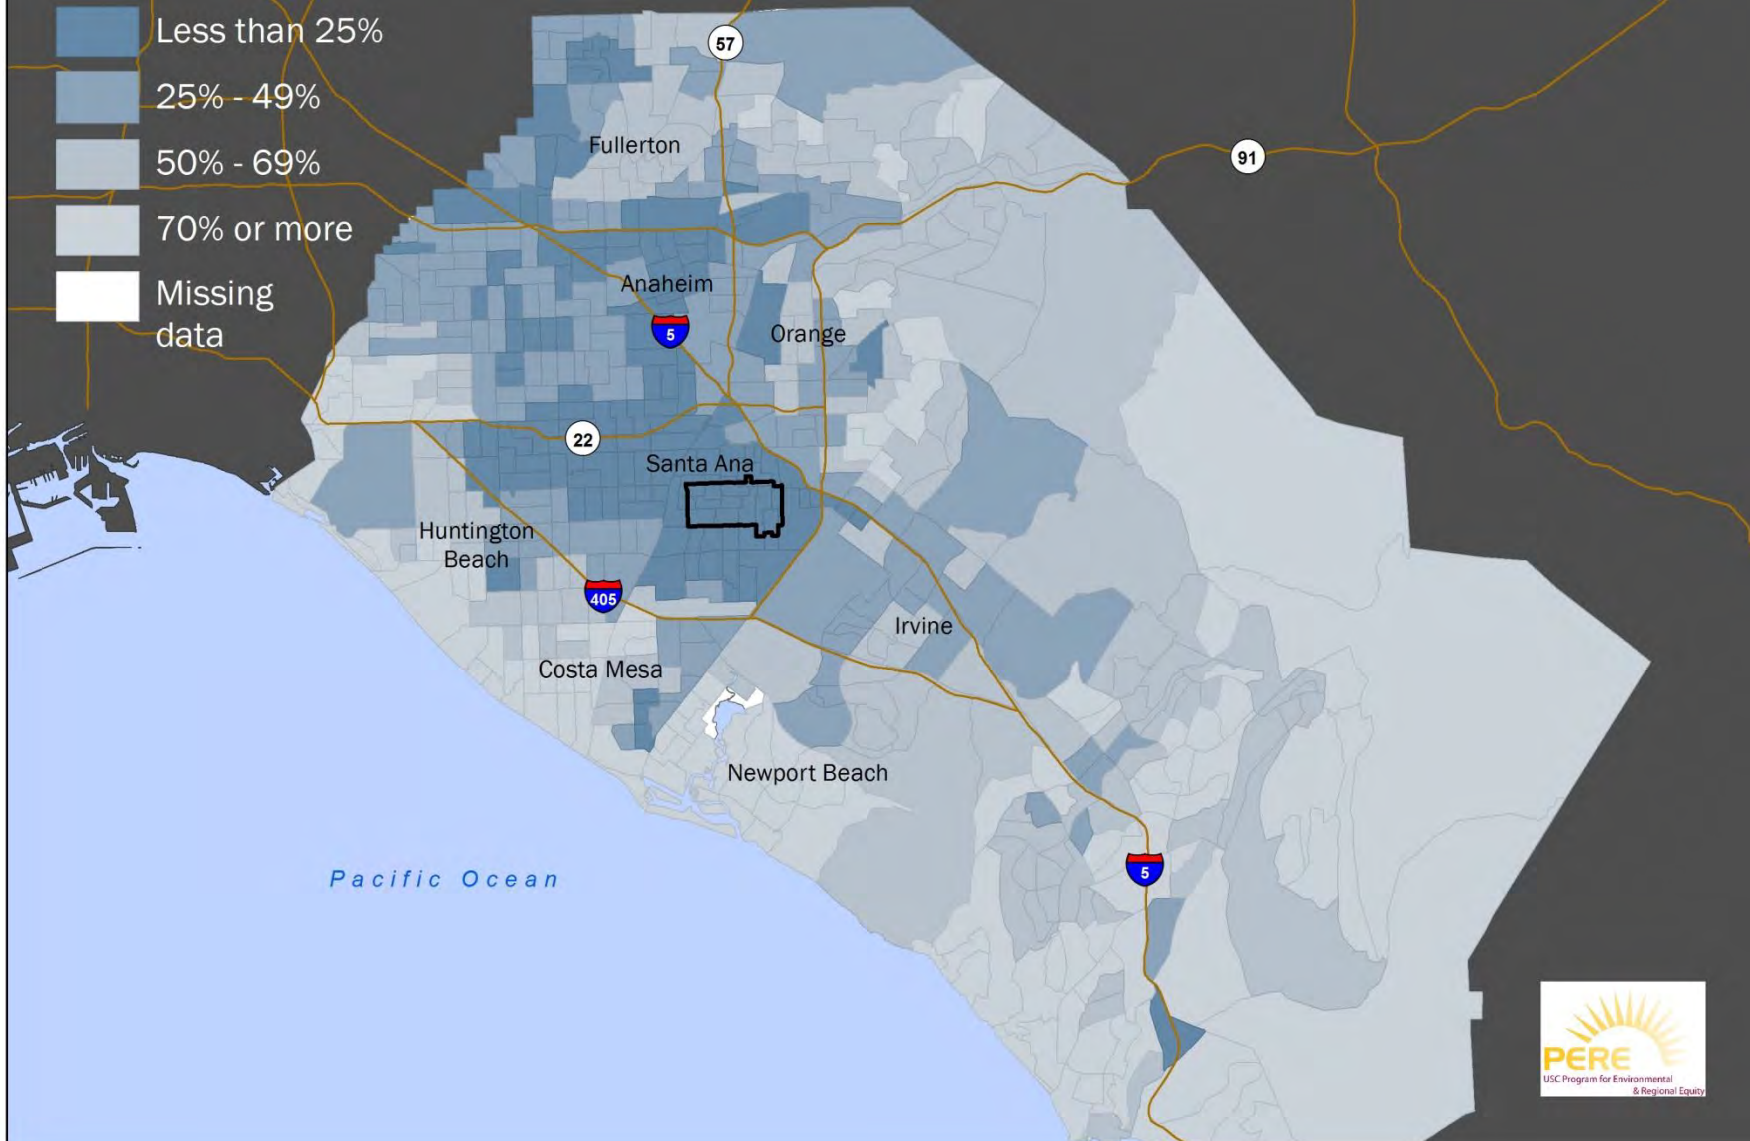 Less than 25%
25% - 49%
50% - 69%
70% or more
Missing
data
57
91
Fullerton
Anaheim
5
Orange
22
Santa Ana
Huntington
Beach
405
Irvine
Costa Mesa
Newport Beach
Pacific Ocean
5
PERE
USC Program for Environmental
& Regional Equity